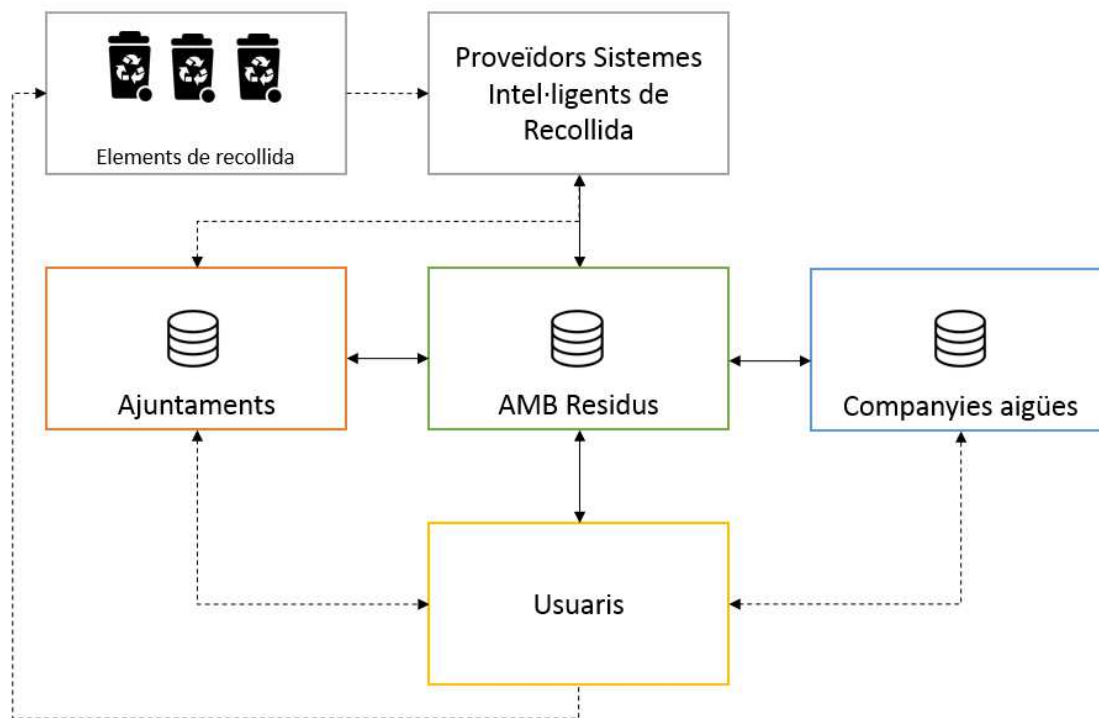 Proveïdors Sistemes
Intel·ligents de
Recollida
Elements de recollida
Ajuntaments
AMB Residus
Companyies aigües
Usuaris